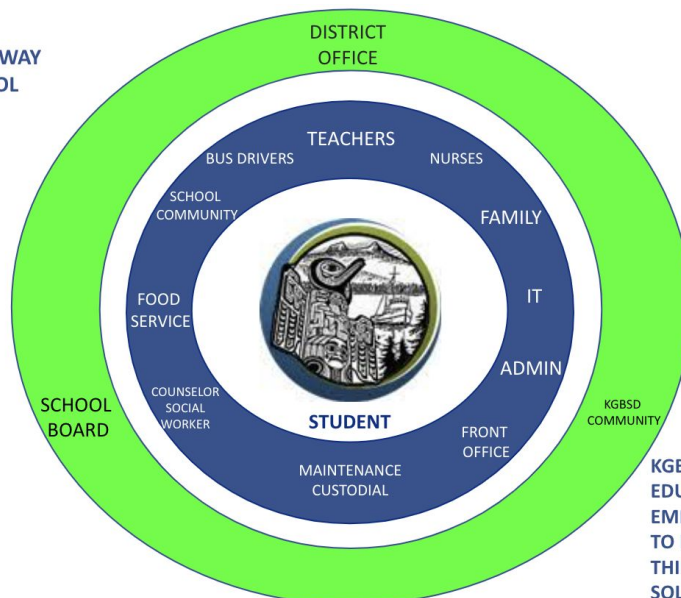 WAY
OL
DISTRICT
OFFICE
TEACHERS
BUS DRIVERS
NURSES
SCHOOL
COMMUNITY
FAMILY
FOOD
SERVICE
IT
ADMIN
COUNSELOR
SOCIAL
WORKER
STUDENT
FRONT
OFFICE
MAINTENANCE
CUSTODIAL
SCHOOL
BOARD
KGBSD
COMMUNITY
KGB
EDU
EM
TO
THI
SOL